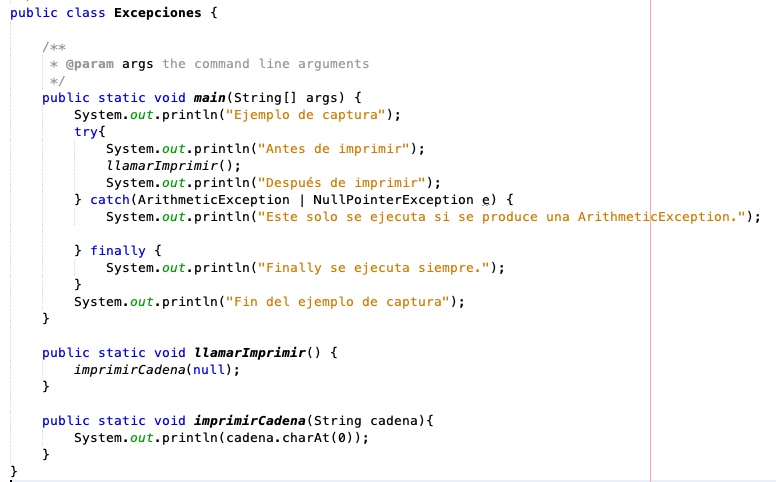 public class Excepciones {
/**
* @param args the command line arguments
*/
public static void main(String[] args) {
System.out.println("Ejemplo de captura");
try{
System.out.println("Antes de imprimir");
llamarImprimir();
System.out.println("Después de imprimir");
} catch(ArithmeticException | NullPointerException e) {
System.out.println("Este solo se ejecuta si se produce una ArithmeticException.");
} finally {
System.out.println("Finally se ejecuta siempre.");
}
System.out.println("Fin del ejemplo de captura");
}
public static void llamarImprimir() {
imprimirCadena(null);
}
public static void imprimirCadena(String cadena){
System.out.println(cadena.charAt(0));
}
}